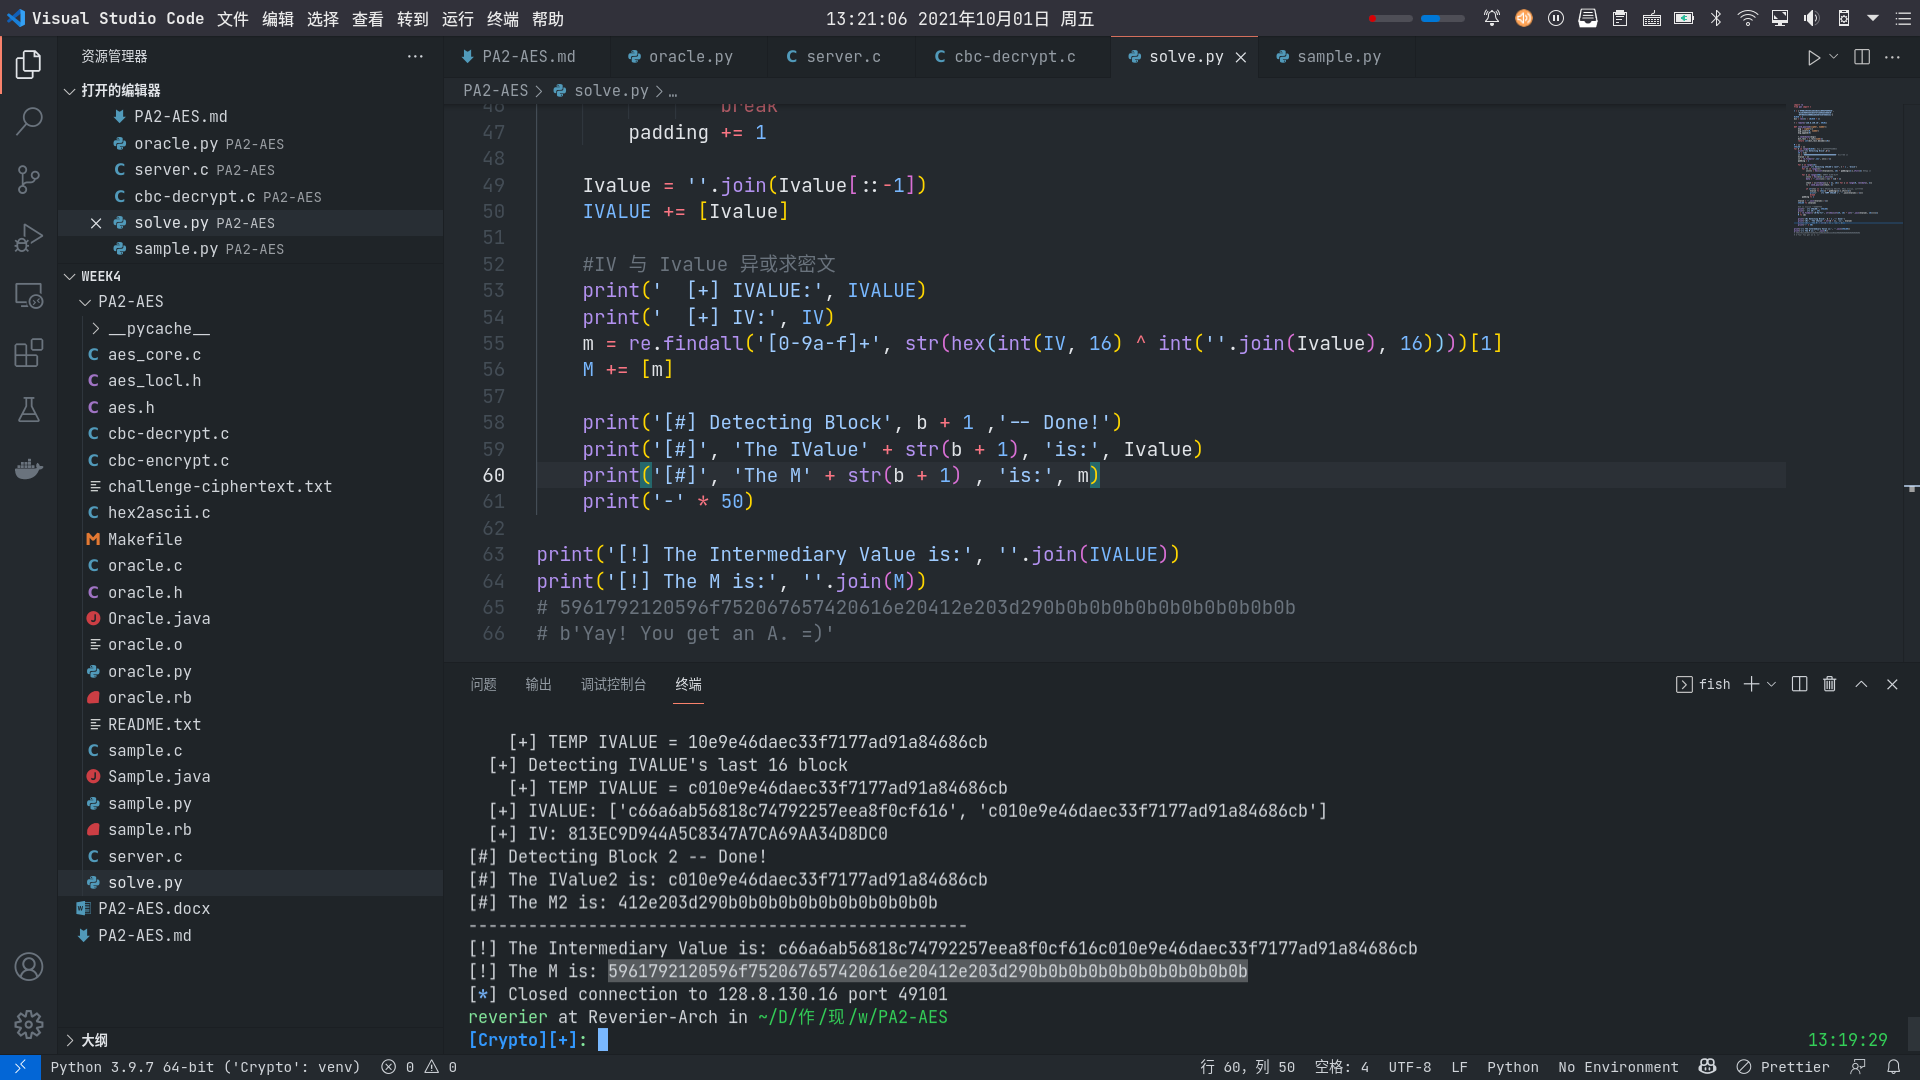 Visual Studio Code 文件 编辑 选择 查看 转到 运行 终端 帮助
13:21:06 2021年10月01日 周五
资源管理器
打开的编辑器
PA2-AES.md
oracle.py PA2-AES
server.c PA2-AES
cbc-decrypt.c PA2-AES
solve.py PA2-AES
sample.py PA2-AES
WEEK4
PA2-AES
__pycache__
aes_core.c
aes_locl.h
aes.h
cbc-decrypt.c
cbc-encrypt.c
challenge-ciphertext.txt
hex2ascii.c
Makefile
oracle.c
oracle.h
Oracle.java
oracle.o
oracle.py
oracle.rb
README.txt
sample.c
Sample.java
sample.py
sample.rb
server.c
solve.py
PA2-AES.docx
PA2-AES.md
大纲
PA2-AES.md oracle.py server.c cbc-decrypt.c solve.py sample.py
PA2-AES > solve.py > …
46 break
47 padding += 1
48
49 Ivalue = ''.join(Ivalue[::-1])
50 IVALUE += [Ivalue]
51
52 #IV 与 Ivalue 异或求密文
53 print('  [+] IVALUE:', IVALUE)
54 print('  [+] IV:', IV)
55 m = re.findall('[0-9a-f]+', str(hex(int(IV, 16) ^ int(''.join(Ivalue), 16))))[1]
56 M += [m]
57
58 print('[#] Detecting Block', b + 1 ,'-- Done!')
59 print('[#]', 'The IValue' + str(b + 1), 'is:', Ivalue)
60 print('[#]', 'The M' + str(b + 1) , 'is:', m)
61 print('-' * 50)
62
63 print('[!] The Intermediary Value is:', ''.join(IVALUE))
64 print('[!] The M is:', ''.join(M))
65 # 5961792120596f752067657420616e20412e203d290b0b0b0b0b0b0b0b0b0b0b
66 # b'Yay! You get an A. =)'
问题 输出 调试控制台 终端
fish
[+] TEMP IVALUE = 10e9e46daec33f7177ad91a84686cb
[+] Detecting IVALUE's last 16 block
[+] TEMP IVALUE = c010e9e46daec33f7177ad91a84686cb
[+] IVALUE: ['c66a6ab56818c74792257eea8f0cf616', 'c010e9e46daec33f7177ad91a84686cb']
[+] IV: 813EC9D944A5C8347A7CA69AA34D8DC0
[#] Detecting Block 2 -- Done!
[#] The IValue2 is: c010e9e46daec33f7177ad91a84686cb
[#] The M2 is: 412e203d290b0b0b0b0b0b0b0b0b0b0b
--------------------------------------------------
[!] The Intermediary Value is: c66a6ab56818c74792257eea8f0cf616c010e9e46daec33f7177ad91a84686cb
[!] The M is: 5961792120596f752067657420616e20412e203d290b0b0b0b0b0b0b0b0b0b0b
[*] Closed connection to 128.8.130.16 port 49101
reverier at Reverier-Arch in ~/D/作/现/w/PA2-AES
[Crypto][+]: 13:19:29
Python 3.9.7 64-bit ('Crypto': venv) 0 0 行 60，列 50 空格: 4 UTF-8 LF Python No Environment Prettier